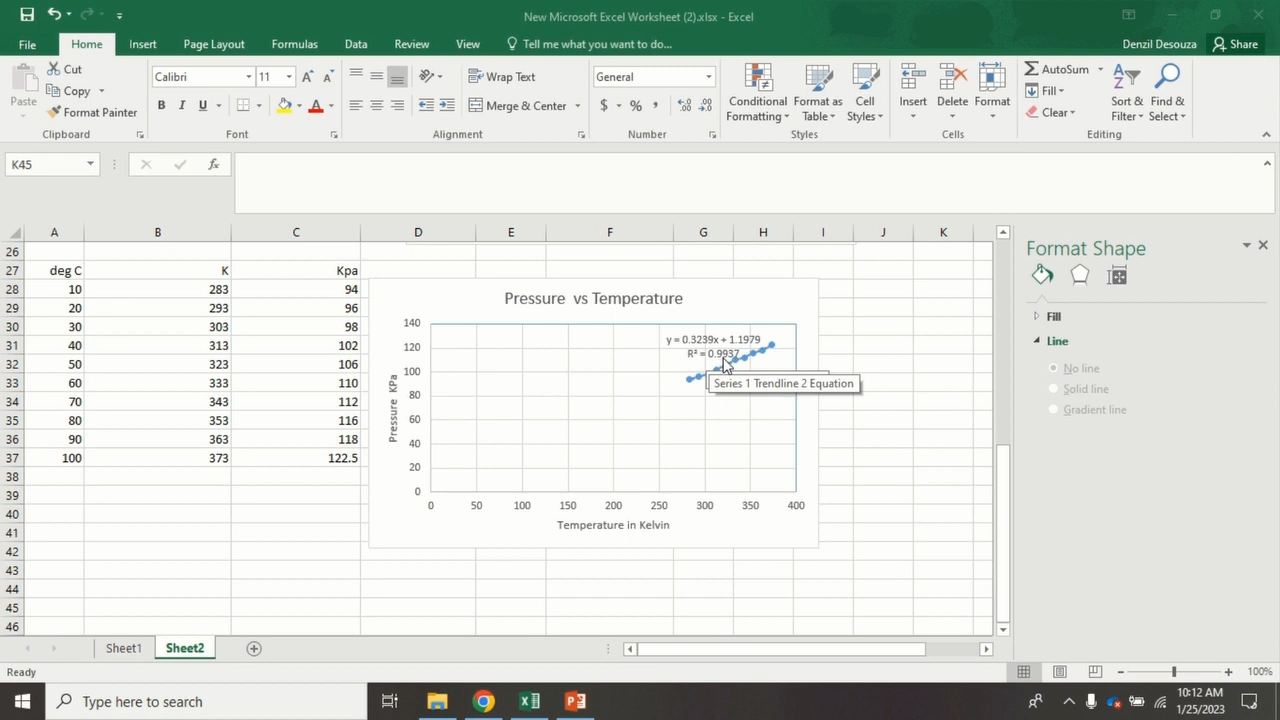 New Microsoft Excel Worksheet (2).xlsx - Excel
File Home Insert Page Layout Formulas Data Review View Tell me what you want to do... Denzil Desouza Share
Paste
Cut
Copy
Format Painter
Calibri 11
B I U
Wrap Text
Merge & Center
General
$ % ,
Conditional Formatting
Format as Table
Cell Styles
Insert
Delete
Format
AutoSum
Fill
Clear
Sort & Filter
Find & Select
Clipboard Font Alignment Number Styles Cells Editing
K45
fx
A B C D E F G H I J K
26
27 deg C K Kpa
28 10 283 94
29 20 293 96
30 30 303 98
31 40 313 102
32 50 323 106
33 60 333 110
34 70 343 112
35 80 353 116
36 90 363 118
37 100 373 122.5
38
39
40
41
42
43
44
45
46
Pressure vs Temperature
y = 0.3239x + 1.1979
R² = 0.9937
Series 1 Trendline 2 Equation
Pressure KPa
140
120
100
80
60
40
20
0
0 50 100 150 200 250 300 350 400
Temperature in Kelvin
Format Shape
Fill
Line
No line
Solid line
Gradient line
Sheet1 Sheet2
Ready
100%
Type here to search
10:12 AM
1/25/2023